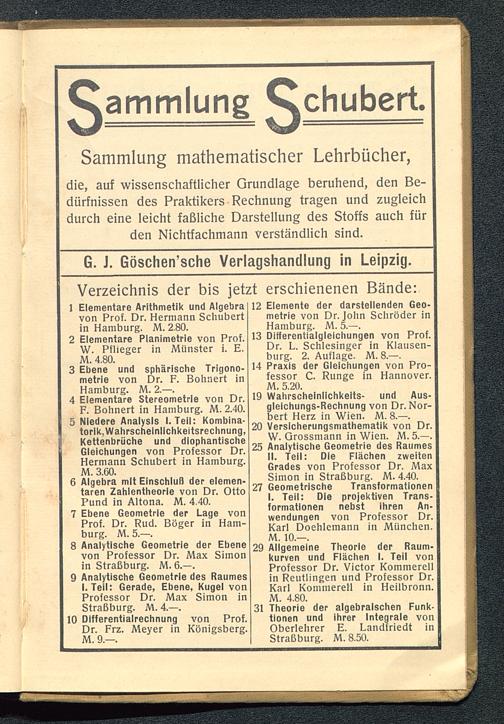 Sammlung Schubert.
Sammlung mathematischer Lehrbücher,
die, auf wissenschaftlicher Grundlage beruhend, den Be-
dürfnissen des Praktikers Rechnung tragen und zugleich
durch eine leicht faßliche Darstellung des Stoffs auch für
den Nichtfachmann verständlich sind.
G. J. Göschen'sche Verlagshandlung in Leipzig.
Verzeichnis der bis jetzt erschienenen Bände:
1 Elementare Arithmetik und Algebra
von Prof. Dr. Hermann Schubert
in Hamburg. M. 2.80.
2 Elementare Planimetrie von Prof.
W. Pflieger in Münster i. E.
M. 4.80.
3 Ebene und sphärische Trigono-
metrie von Dr. F. Bohnert in
Hamburg. M. 2.—.
4 Elementare Stereometrie von Dr.
F. Bohnert in Hamburg. M. 2.40.
5 Niedere Analysis I. Teil: Kombina-
torik, Wahrscheinlichkeitsrechnung,
Kettenbrüche und diophantische
Gleichungen von Professor Dr.
Hermann Schubert in Hamburg.
M. 3.60.
6 Algebra mit Einschluß der elemen-
taren Zahlentheorie von Dr. Otto
Pund in Altona. M. 4.40.
7 Ebene Geometrie der Lage von
Prof. Dr. Rud. Böger in Ham-
burg. M. 5.—.
8 Analytische Geometrie der Ebene
von Professor Dr. Max Simon
in Straßburg. M. 6.—.
9 Analytische Geometrie des Raumes
I. Teil: Gerade, Ebene, Kugel von
Professor Dr. Max Simon in
Straßburg. M. 4.—.
10 Differentialrechnung von Prof.
Dr. Frz. Meyer in Königsberg.
M. 9.—.
12 Elemente der darstellenden Geo-
metrie von Dr. John Schröder in
Hamburg. M. 5.—.
13 Differentialgleichungen von Prof.
Dr. L. Schlesinger in Klausen-
burg. 2. Auflage. M. 8.—.
14 Praxis der Gleichungen von Pro-
fessor C. Runge in Hannover.
M. 5.20.
19 Wahrscheinlichkeits- und Aus-
gleichungs-Rechnung von Dr. Nor-
bert Herz in Wien. M. 8.—.
20 Versicherungsmathematik von Dr.
W. Grossmann in Wien. M. 5.—.
25 Analytische Geometrie des Raumes
II. Teil: Die Flächen zweiten
Grades von Professor Dr. Max
Simon in Straßburg. M. 4.40.
27 Geometrische Transformationen
I. Teil: Die projektiven Trans-
formationen nebst ihren An-
wendungen von Professor Dr.
Karl Doehlemann in München.
M. 10.—.
29 Allgemeine Theorie der Raum-
kurven und Flächen I. Teil von
Professor Dr. Victor Kommerell
in Reutlingen und Professor Dr.
Karl Kommerell in Heilbronn.
M. 4.80.
31 Theorie der algebraischen Funk-
tionen und ihrer Integrale von
Oberlehrer E. Landfriedt in
Straßburg. M. 8.50.